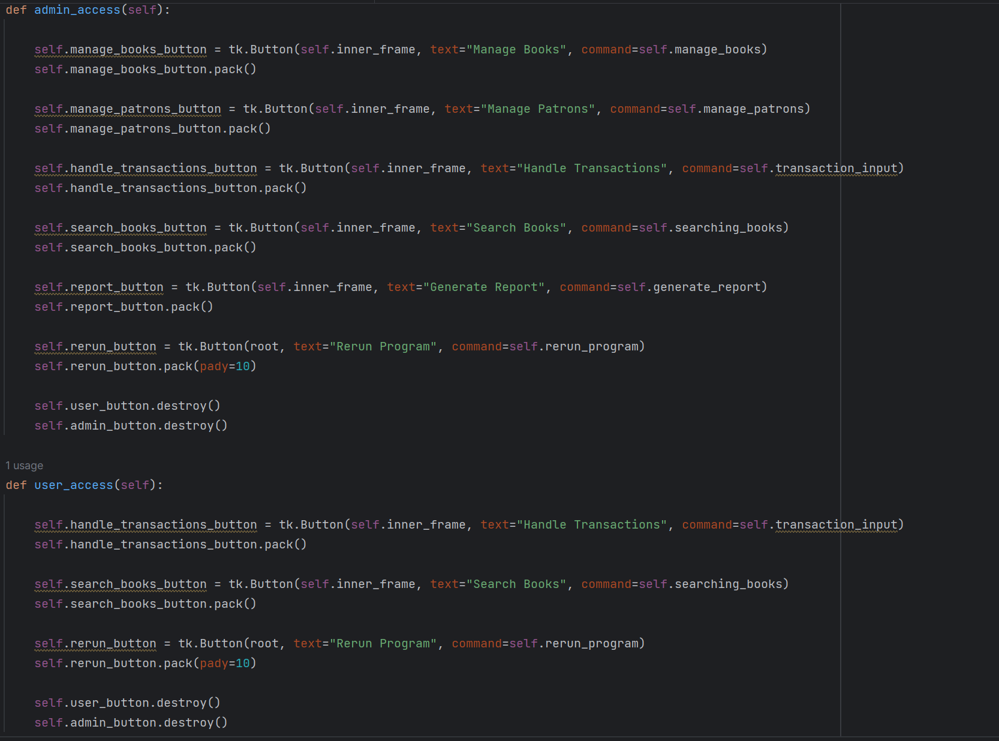 def admin_access(self):
self.manage_books_button = tk.Button(self.inner_frame, text="Manage Books", command=self.manage_books)
self.manage_books_button.pack()
self.manage_patrons_button = tk.Button(self.inner_frame, text="Manage Patrons", command=self.manage_patrons)
self.manage_patrons_button.pack()
self.handle_transactions_button = tk.Button(self.inner_frame, text="Handle Transactions", command=self.transaction_input)
self.handle_transactions_button.pack()
self.search_books_button = tk.Button(self.inner_frame, text="Search Books", command=self.searching_books)
self.search_books_button.pack()
self.report_button = tk.Button(self.inner_frame, text="Generate Report", command=self.generate_report)
self.report_button.pack()
self.rerun_button = tk.Button(root, text="Rerun Program", command=self.rerun_program)
self.rerun_button.pack(pady=10)
self.user_button.destroy()
self.admin_button.destroy()
1 usage
def user_access(self):
self.handle_transactions_button = tk.Button(self.inner_frame, text="Handle Transactions", command=self.transaction_input)
self.handle_transactions_button.pack()
self.search_books_button = tk.Button(self.inner_frame, text="Search Books", command=self.searching_books)
self.search_books_button.pack()
self.rerun_button = tk.Button(root, text="Rerun Program", command=self.rerun_program)
self.rerun_button.pack(pady=10)
self.user_button.destroy()
self.admin_button.destroy()